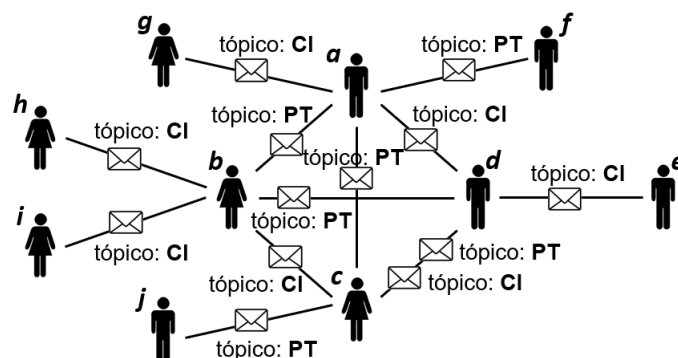 g
tópico: CI
a
tópico: PT
f
h
tópico: CI
tópico: PT
tópico: CI
b
tópico: PT
d
tópico: CI
e
i
tópico: PT
tópico: CI
tópico: PT
tópico: CI
c
tópico: CI
j
tópico: PT